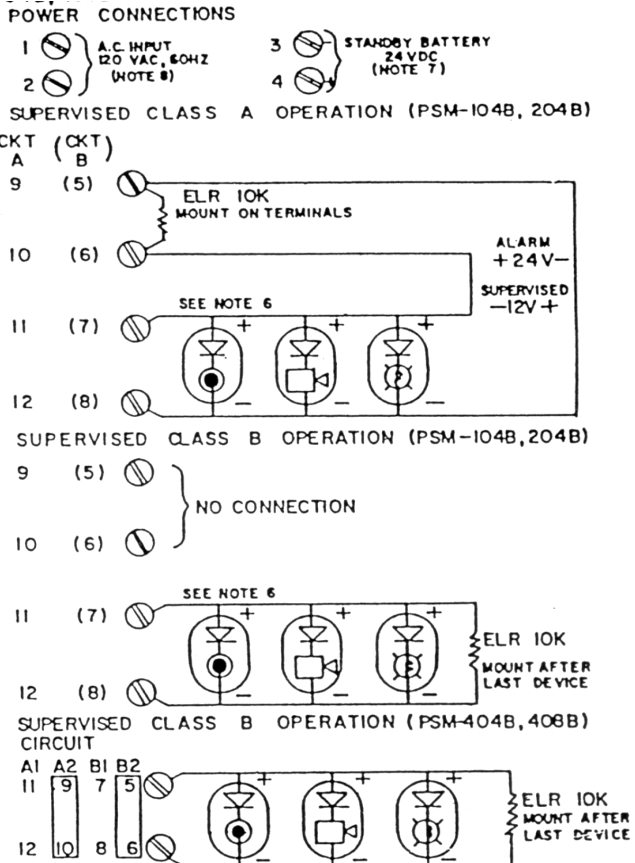 POWER CONNECTIONS
1 A.C. INPUT 3 STANDBY BATTERY
120 VAC, 60HZ 24VDC
2 (NOTE 8) 4 (NOTE 7)
SUPERVISED CLASS A OPERATION (PSM-104B, 204B)
CKT (CKT)
A B
9 (5)
ELR 10K
MOUNT ON TERMINALS
10 (6)
ALARM
+24V-
SUPERVISED
-12V+
SEE NOTE 6
11 (7) + + +
12 (8) - - -
SUPERVISED CLASS B OPERATION (PSM-104B, 204B)
9 (5)
NO CONNECTION
10 (6)
SEE NOTE 6
11 (7) + + +
ELR 10K
MOUNT AFTER
LAST DEVICE
12 (8) - - -
SUPERVISED CLASS B OPERATION (PSM-404B, 408B)
CIRCUIT
A1 A2 B1 B2
11 9 7 5 + + +
ELR 10K
MOUNT AFTER
LAST DEVICE
12 10 8 6 - - -